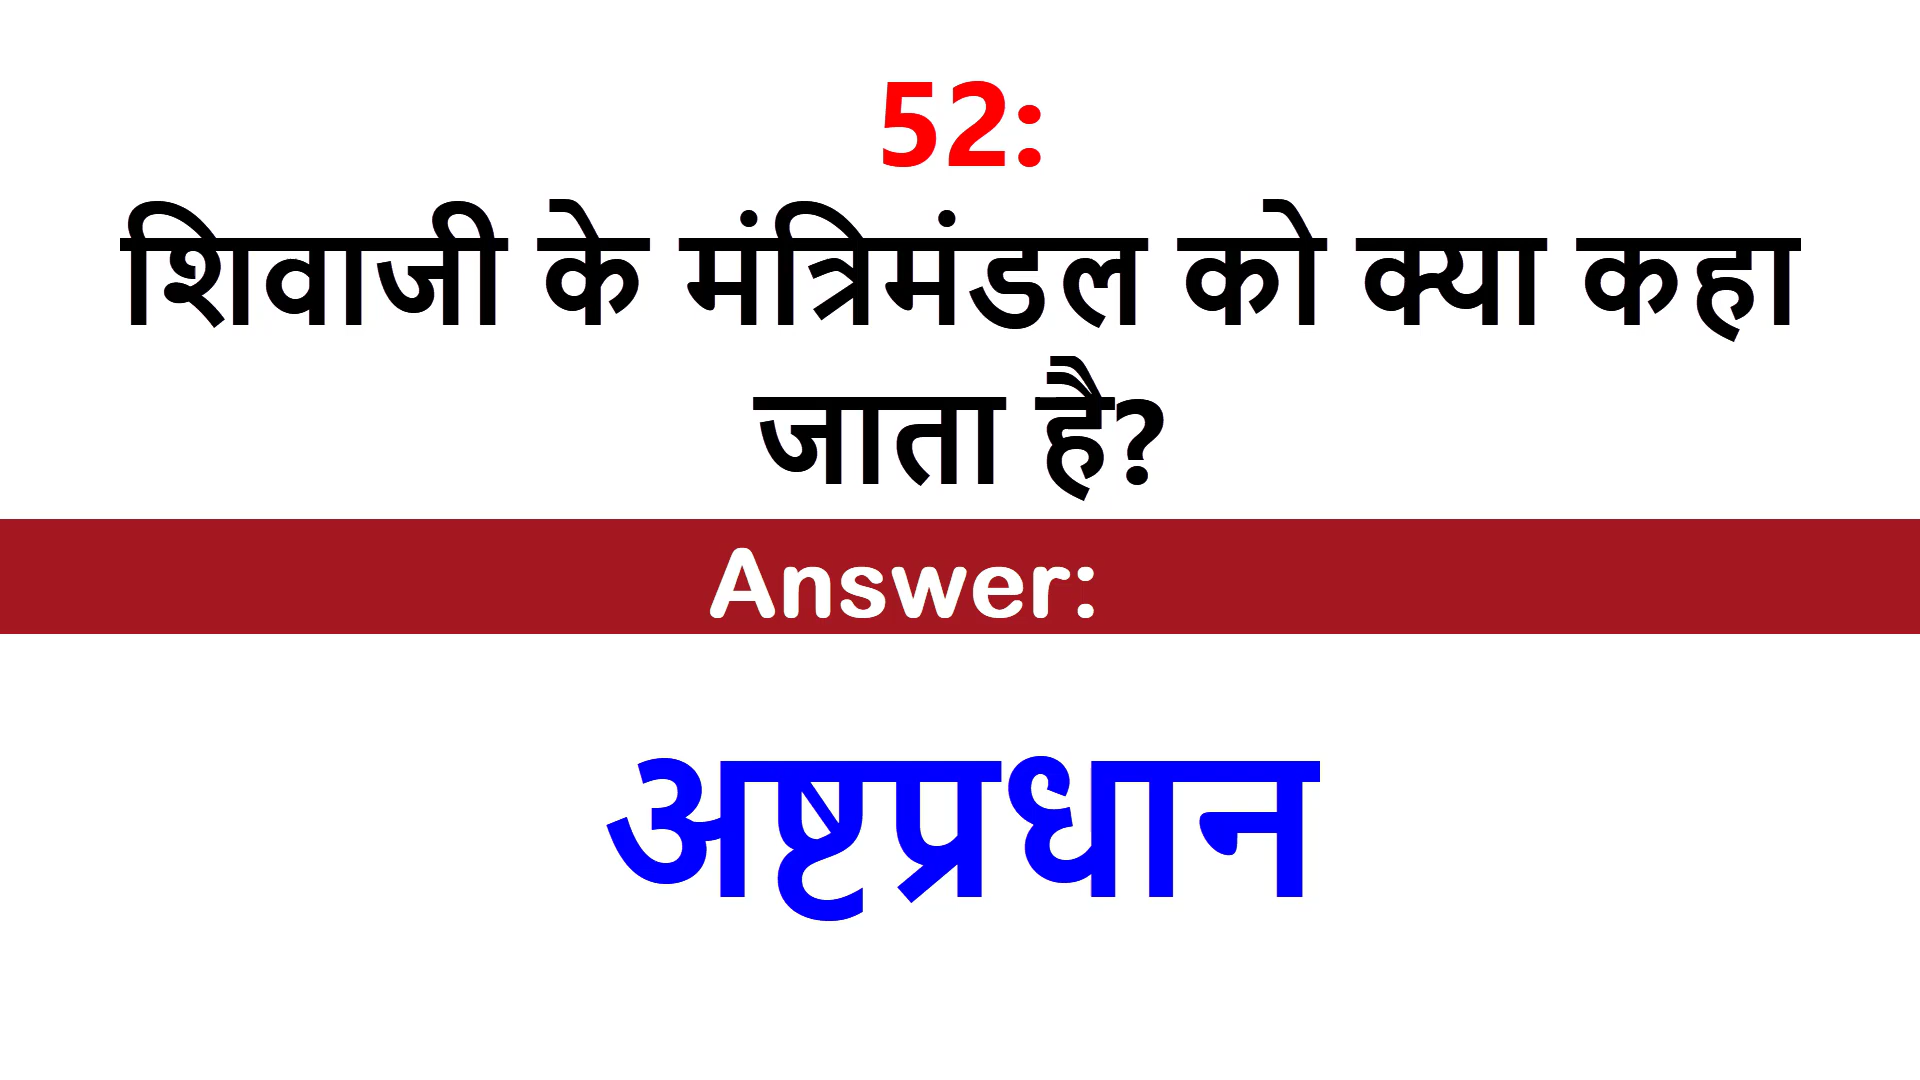 52:
शिवाजी के मंत्रिमंडल को क्या कहा
जाता है?
Answer:
अष्टप्रधान